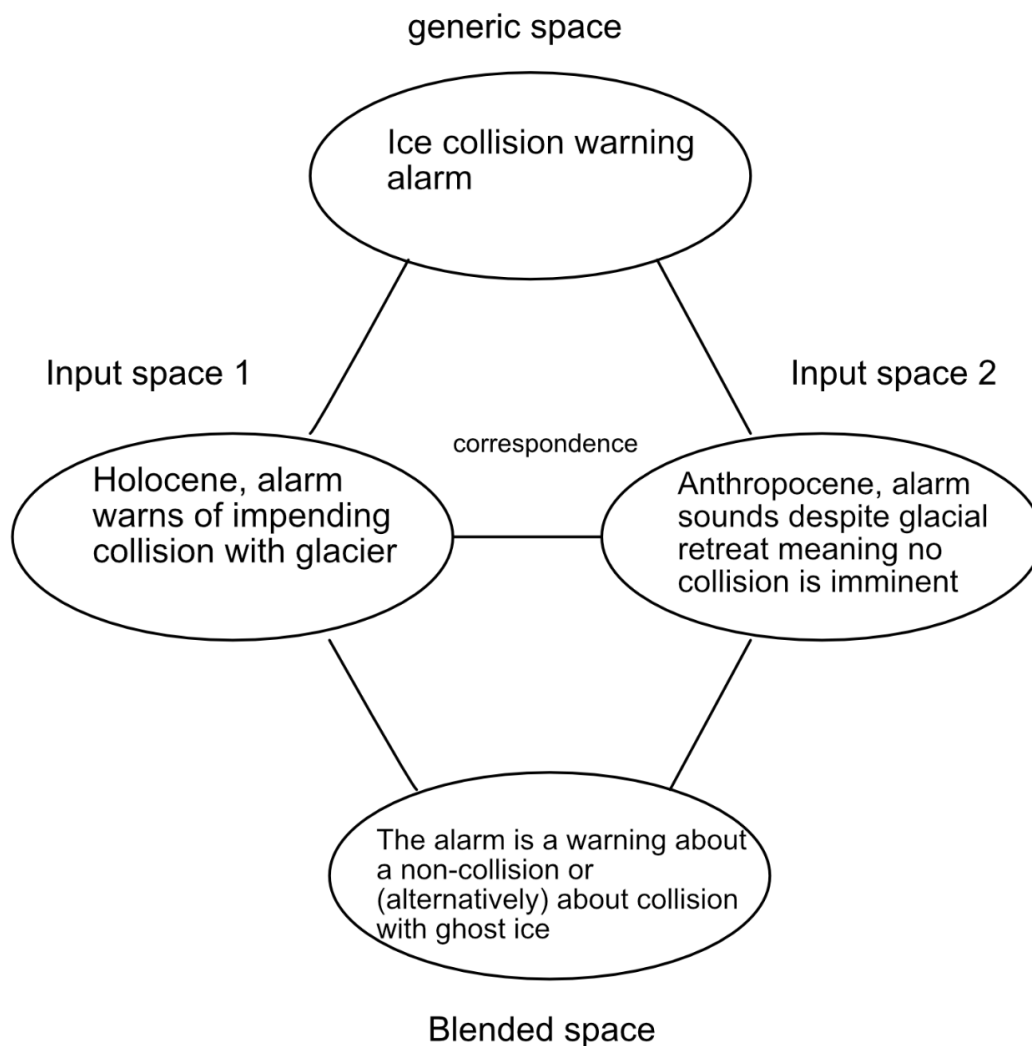 generic space
Ice collision warning
alarm
Input space 1
Input space 2
correspondence
Holocene, alarm
warns of impending
collision with glacier
Anthropocene, alarm
sounds despite glacial
retreat meaning no
collision is imminent
The alarm is a warning about
a non-collision or
(alternatively) about collision
with ghost ice
Blended space